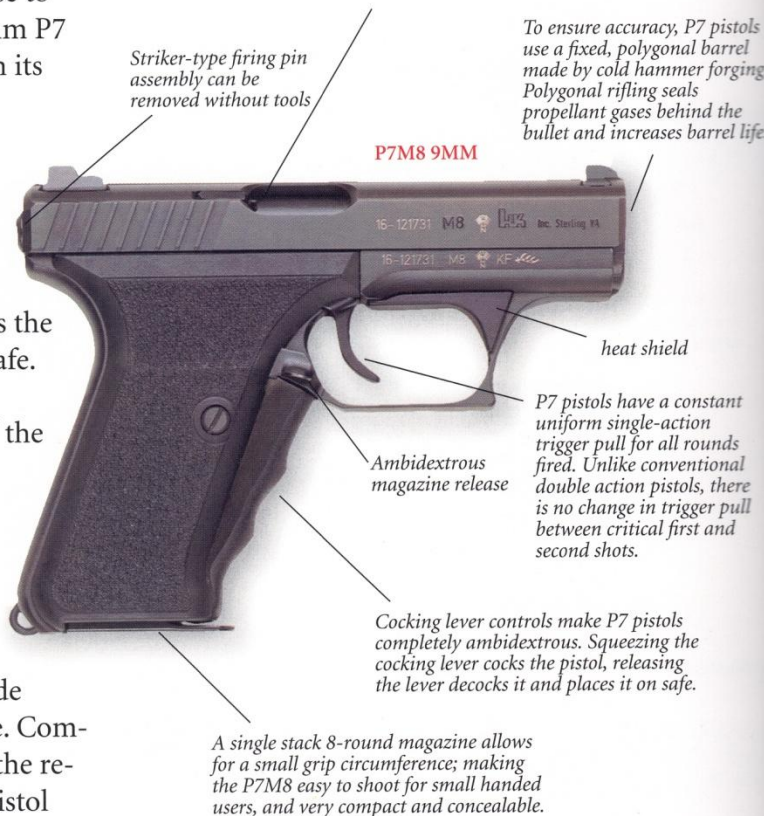 m P7
n its
Striker-type firing pin
assembly can be
removed without tools
To ensure accuracy, P7 pistols
use a fixed, polygonal barrel
made by cold hammer forging
Polygonal rifling seals
propellant gases behind the
bullet and increases barrel life
P7M8 9MM
16-121731 M8 HK Inc. Sterling VA
16-121731 M8 KF
s the
afe.
the
heat shield
Ambidextrous
magazine release
P7 pistols have a constant
uniform single-action
trigger pull for all rounds
fired. Unlike conventional
double action pistols, there
is no change in trigger pull
between critical first and
second shots.
Cocking lever controls make P7 pistols
completely ambidextrous. Squeezing the
cocking lever cocks the pistol, releasing
the lever decocks it and places it on safe.
de
e. Com-
the re-
istol
A single stack 8-round magazine allows
for a small grip circumference; making
the P7M8 easy to shoot for small handed
users, and very compact and concealable.